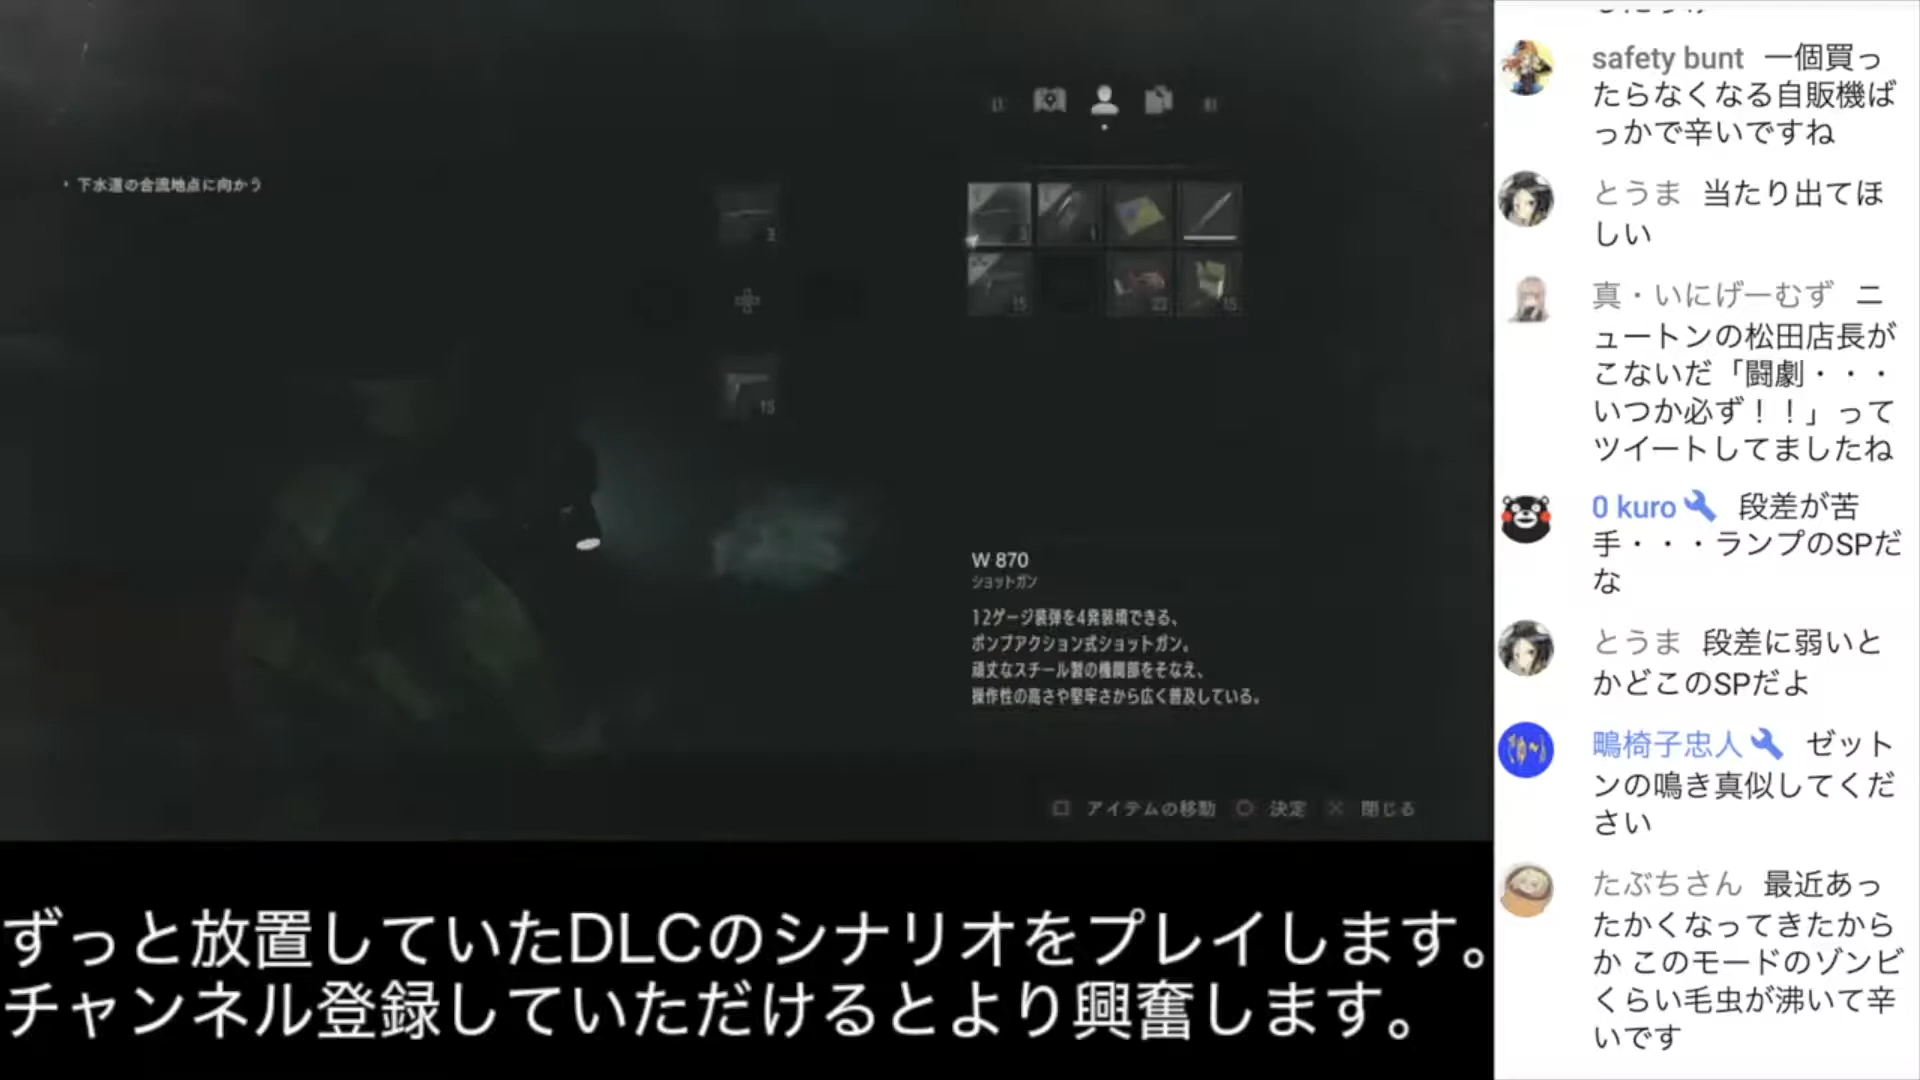 ・下水道の合流地点に向かう
3
15
3
1
15
23
15
W 870
ショットガン
12ゲージ装弾を4発装填できる、
ポンプアクション式ショットガン。
頑丈なスチール製の機関部をそなえ、
操作性の高さや堅牢さから広く普及している。
アイテムの移動 決定 閉じる
ずっと放置していたDLCのシナリオをプレイします。
チャンネル登録していただけるとより興奮します。
safety bunt 一個買っ
たらなくなる自販機ば
っかで辛いですね
とうま 当たり出てほ
しい
真・いにげーむず ニ
ュートンの松田店長が
こないだ「闘劇・・・
いつか必ず！！」って
ツイートしてましたね
0 kuro 段差が苦
手・・・ランプのSPだ
な
とうま 段差に弱いと
かどこのSPだよ
鴫椅子忠人 ゼット
ンの鳴き真似してくだ
さい
たぶちさん 最近あっ
たかくなってきたから
か このモードのゾンビ
くらい毛虫が沸いて辛
いです